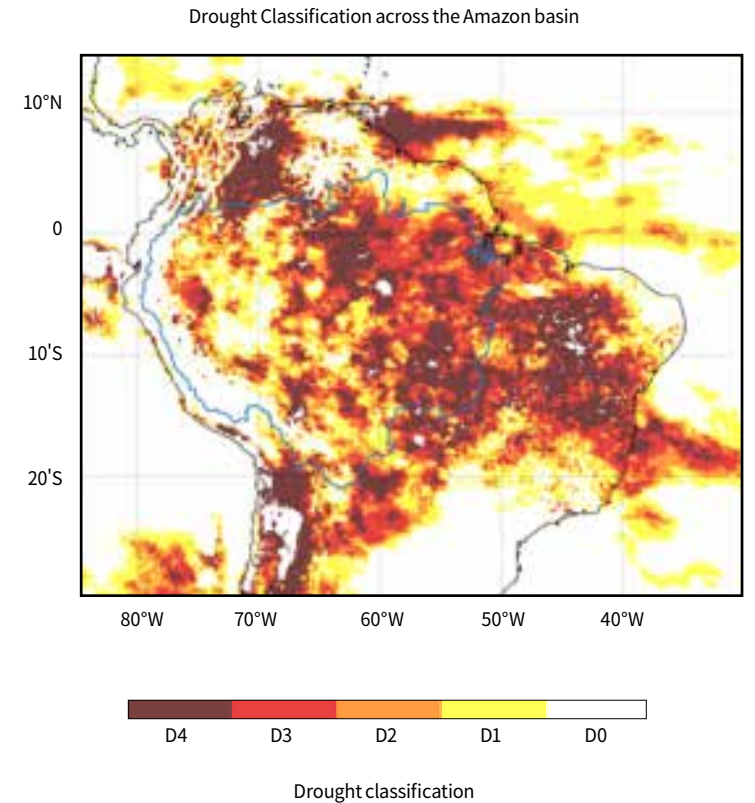 Drought Classification across the Amazon basin
10°N
0
10'S
20'S
80°W 70°W 60°W 50°W 40°W
D4 D3 D2 D1 D0
Drought classification